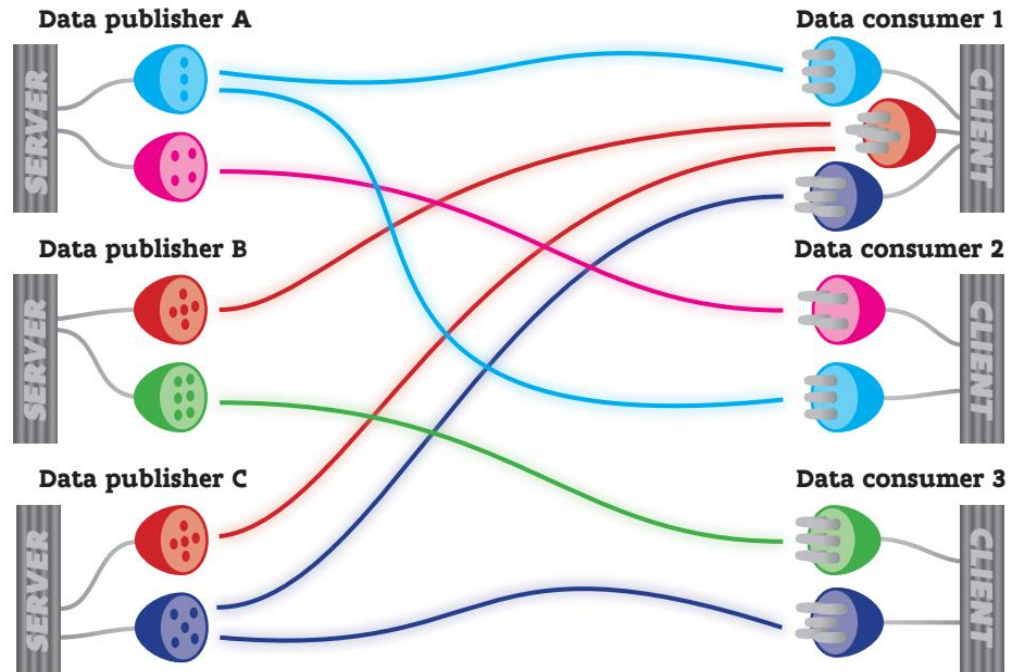 Data publisher A
Data consumer 1
SERVER
CLIENT
Data publisher B
Data consumer 2
SERVER
CLIENT
Data publisher C
Data consumer 3
SERVER
CLIENT